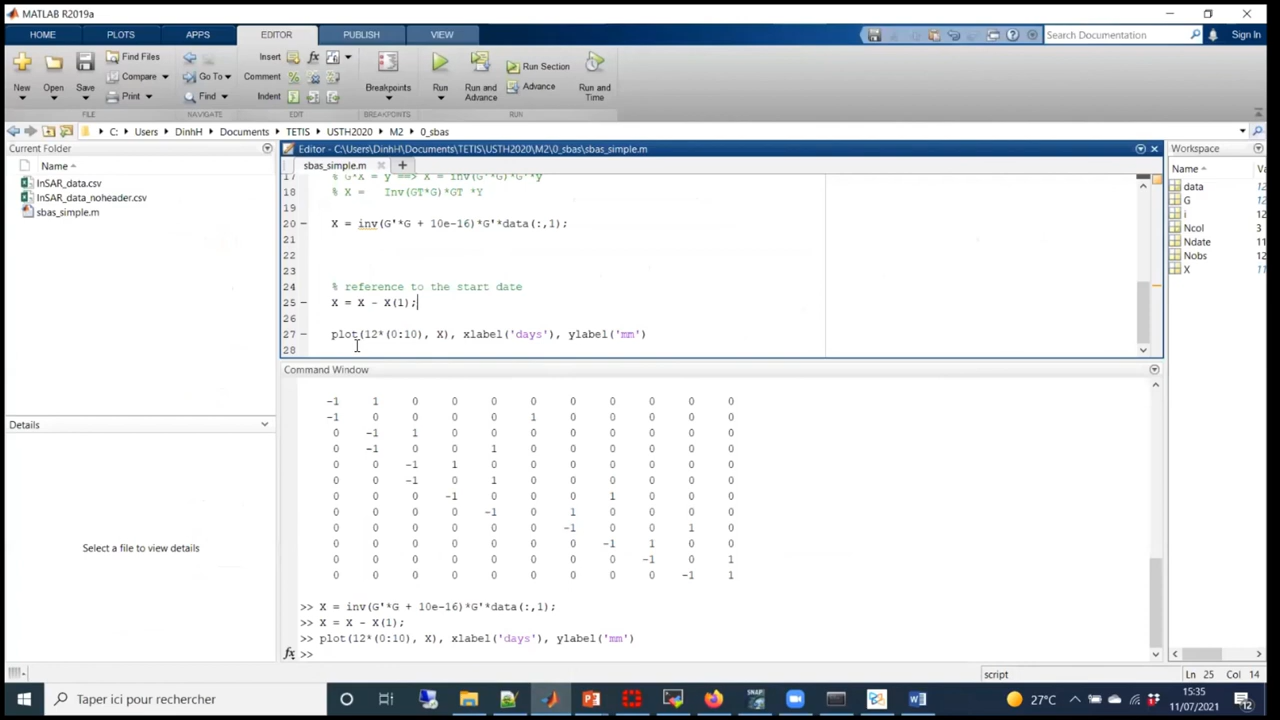 MATLAB R2019a
HOME PLOTS APPS EDITOR PUBLISH VIEW Search Documentation Sign In
New Open Save Find Files Compare Print Go To Find Insert Comment Indent fx Breakpoints Run Run and Advance Run Section Advance Run and Time
FILE NAVIGATE EDIT BREAKPOINTS RUN
C: Users DinhH Documents TETIS USTH2020 M2 0_sbas
Current Folder
Name
InSAR_data.csv
InSAR_data_noheader.csv
sbas_simple.m
Details
Select a file to view details
Editor - C:\Users\DinhH\Documents\TETIS\USTH2020\M2\0_sbas\sbas_simple.m
sbas_simple.m
17 % G*X = y ==> X = inv(G'*G)*G'*y
18 % X = Inv(GT*G)*GT *Y
19
20 X = inv(G'*G + 10e-16)*G'*data(:,1);
21
22
23
24 % reference to the start date
25 X = X - X(1);
26
27 plot(12*(0:10), X), xlabel('days'), ylabel('mm')
28
Command Window
-1 1 0 0 0 0 0 0 0 0 0
-1 0 0 0 0 1 0 0 0 0 0
0 -1 1 0 0 0 0 0 0 0 0
0 -1 0 0 1 0 0 0 0 0 0
0 0 -1 1 0 0 0 0 0 0 0
0 0 -1 0 1 0 0 0 0 0 0
0 0 0 -1 0 0 0 1 0 0 0
0 0 0 0 -1 0 1 0 0 0 0
0 0 0 0 0 0 -1 0 0 1 0
0 0 0 0 0 0 0 -1 1 0 0
0 0 0 0 0 0 0 0 -1 0 1
0 0 0 0 0 0 0 0 0 -1 1
>> X = inv(G'*G + 10e-16)*G'*data(:,1);
>> X = X - X(1);
>> plot(12*(0:10), X), xlabel('days'), ylabel('mm')
fx >>
Workspace
Name
data 12
G 12
i 12
Ncol 3
Ndate 11
Nobs 12
X 11
script Ln 25 Col 14
Taper ici pour rechercher
SNAP
27°C
15:35
11/07/2021
12